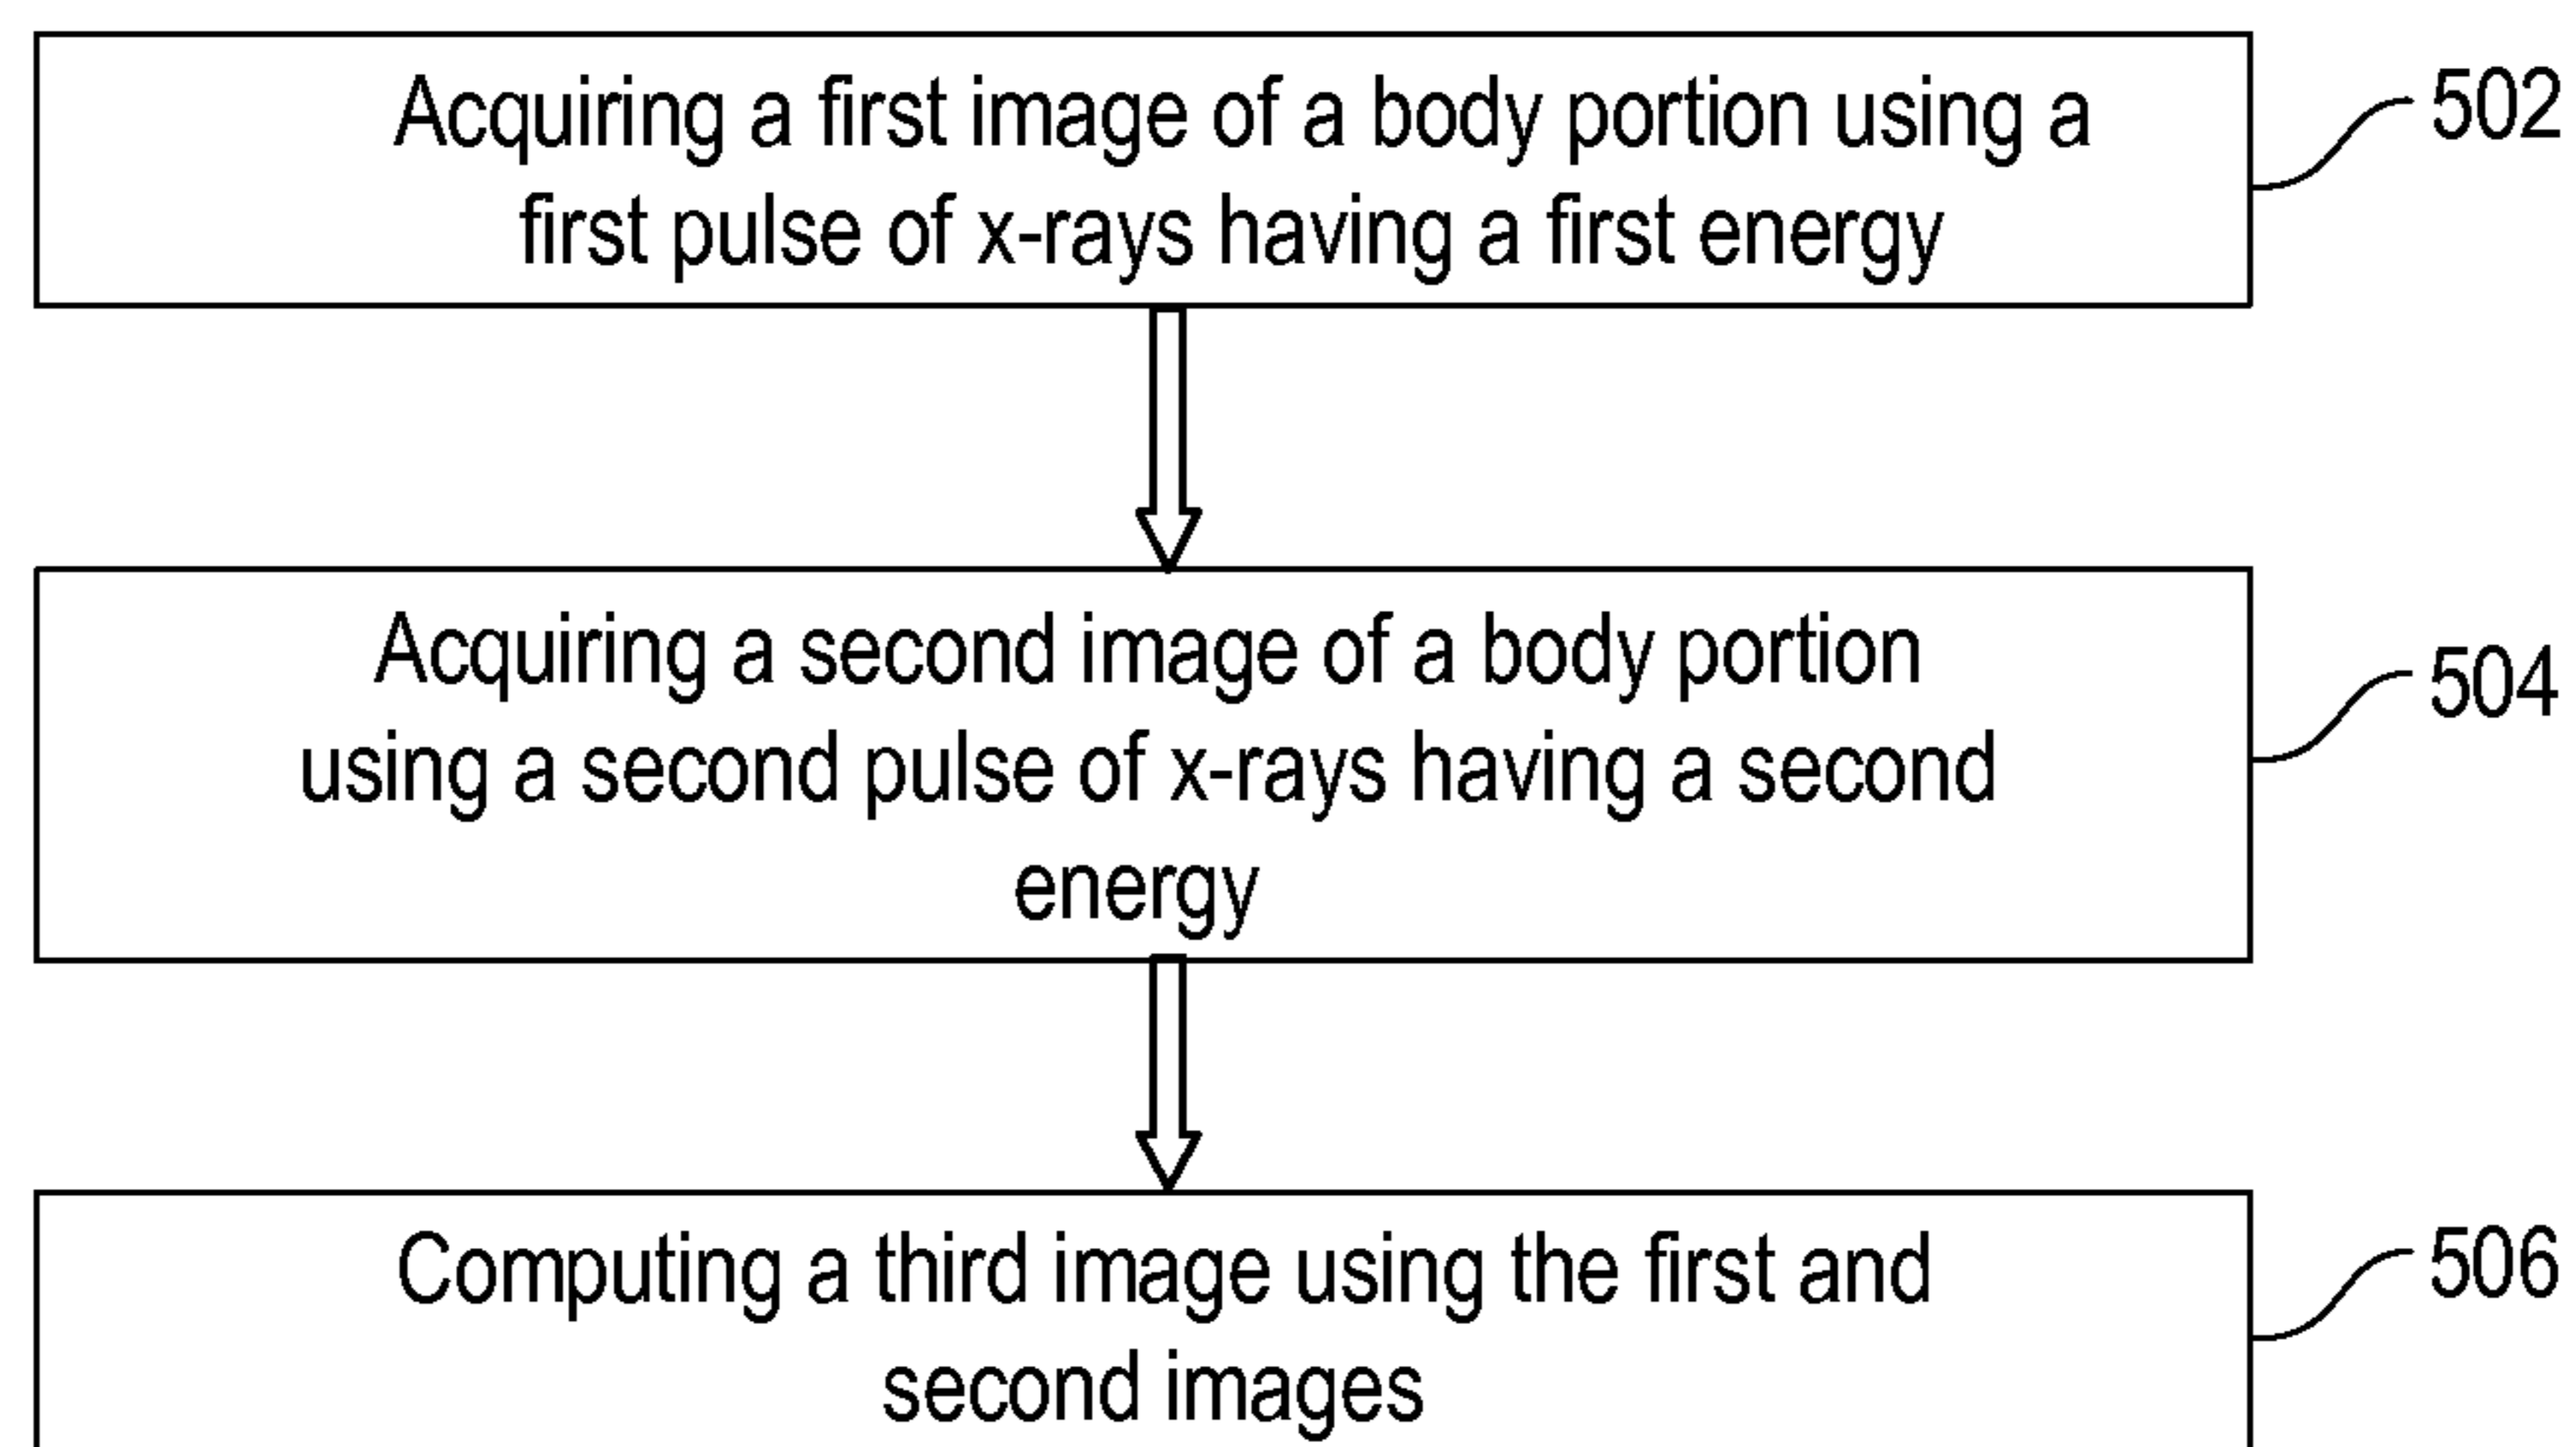 Acquiring a first image of a body portion using a
first pulse of x-rays having a first energy
502
Acquiring a second image of a body portion
using a second pulse of x-rays having a second
energy
504
Computing a third image using the first and
second images
506